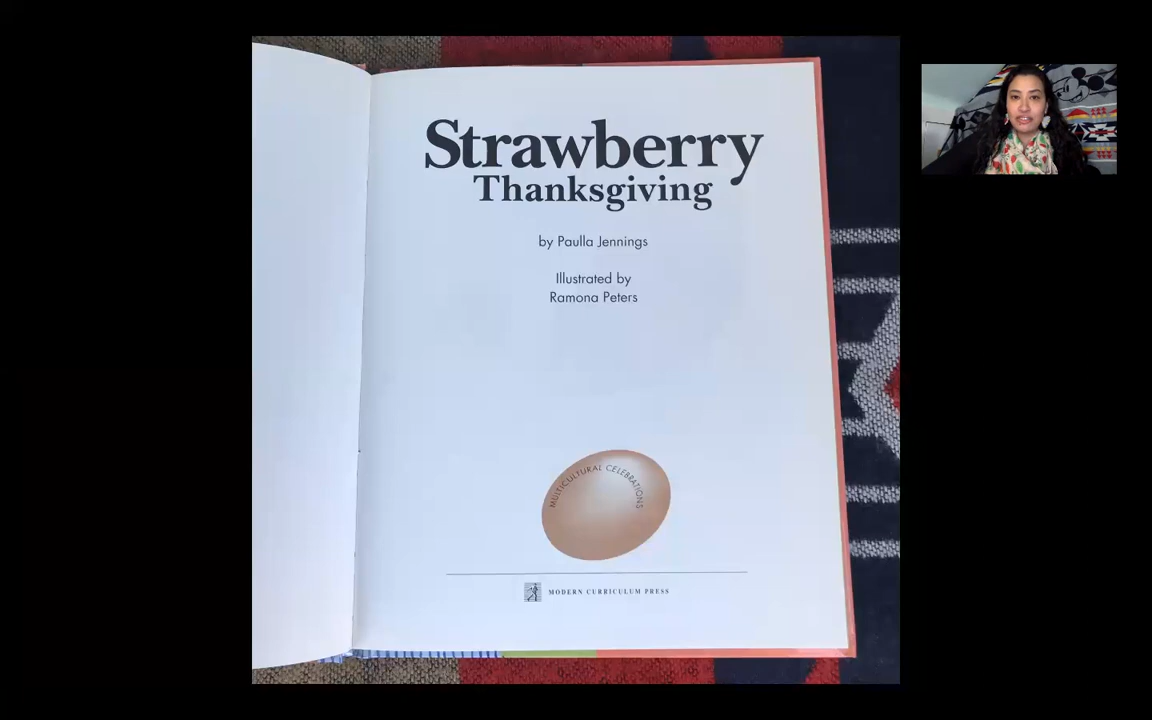 Strawberry
Thanksgiving
by Paulla Jennings
Illustrated by
Ramona Peters
MULTICULTURAL CELEBRATIONS
MODERN CURRICULUM PRESS